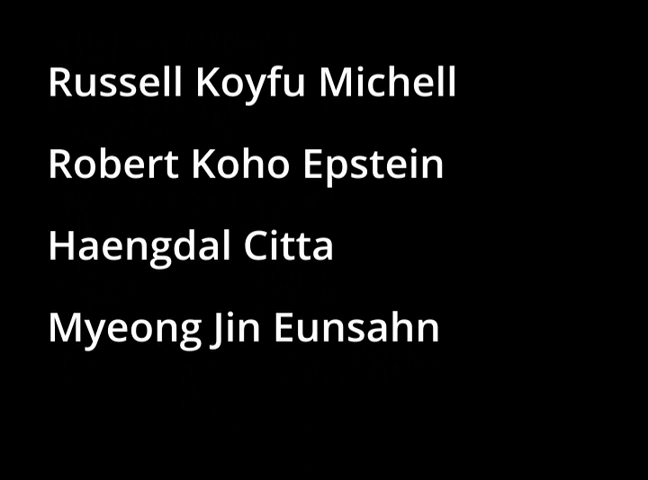 Russell Koyfu Michell
Robert Koho Epstein
Haengdal Citta
Myeong Jin Eunsahn